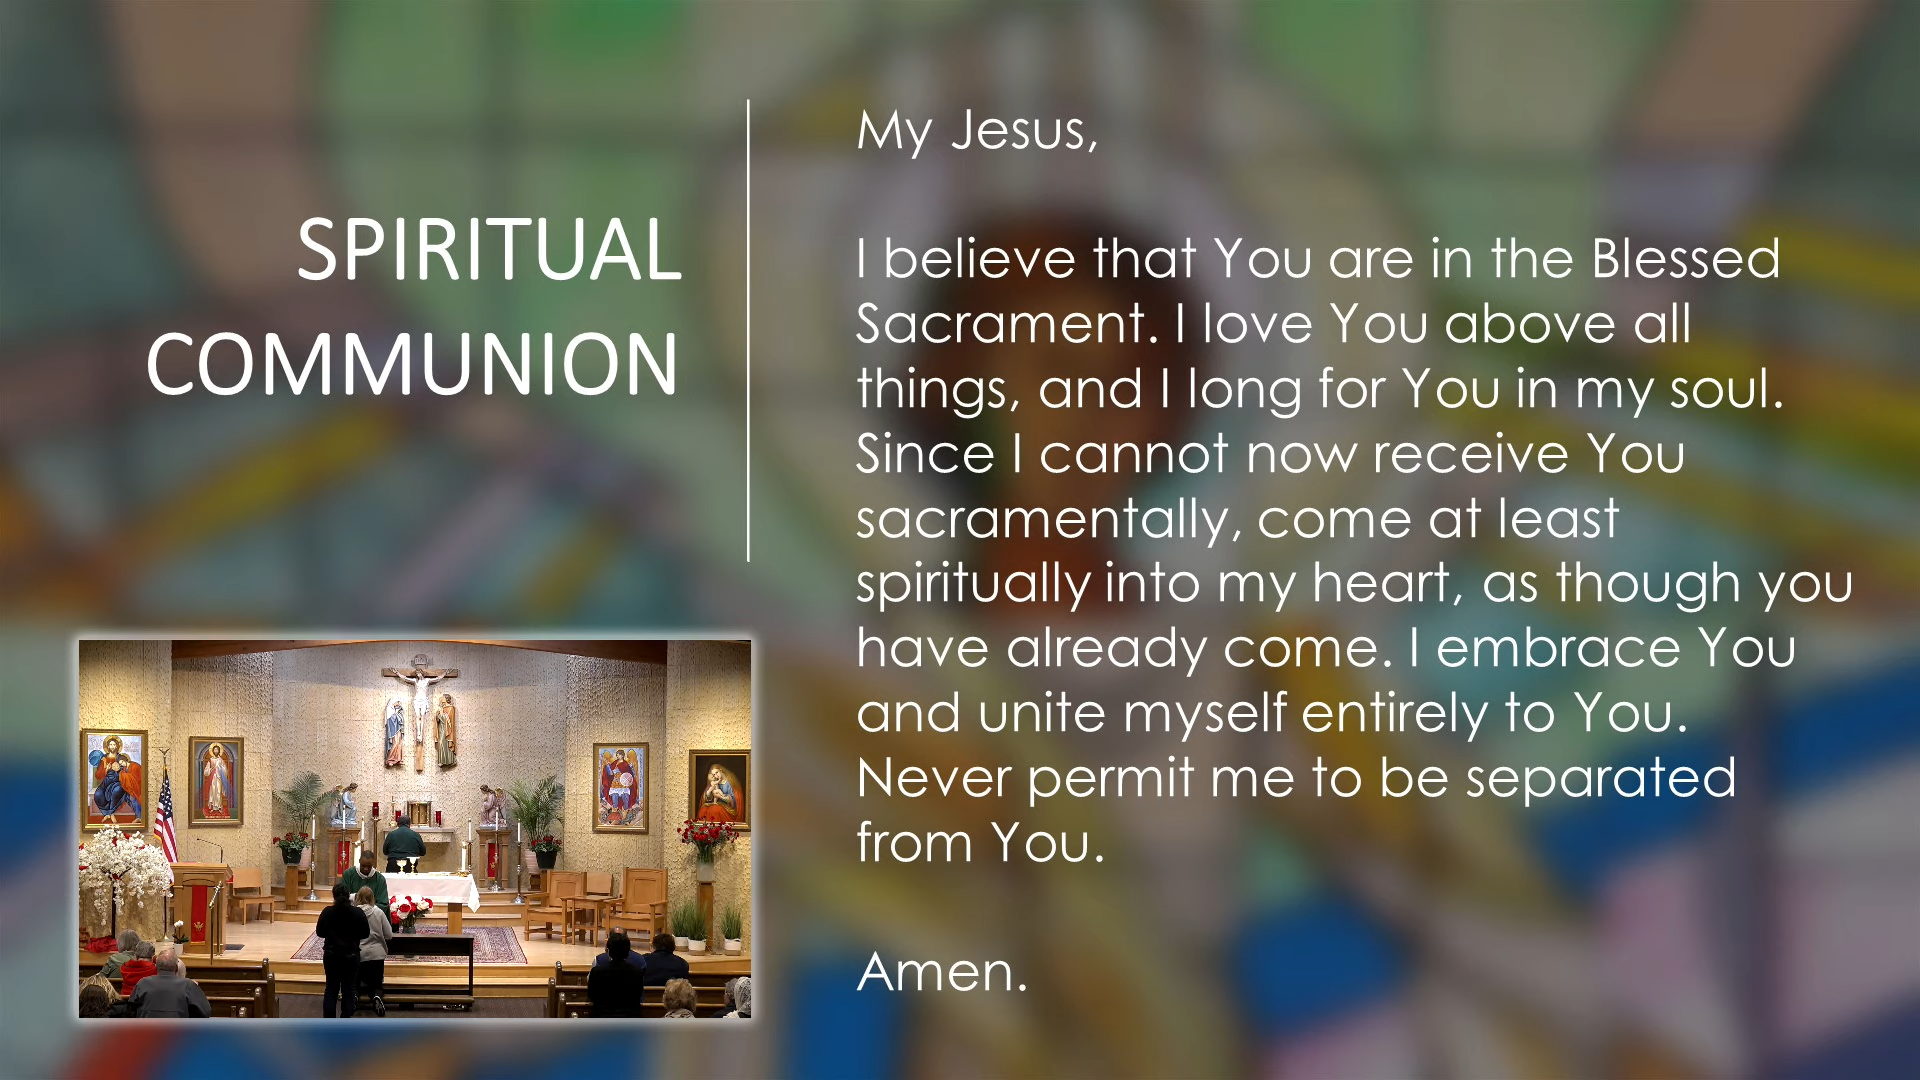 SPIRITUAL
COMMUNION
My Jesus,
I believe that You are in the Blessed
Sacrament. I love You above all
things, and I long for You in my soul.
Since I cannot now receive You
sacramentally, come at least
spiritually into my heart, as though you
have already come. I embrace You
and unite myself entirely to You.
Never permit me to be separated
from You.
Amen.